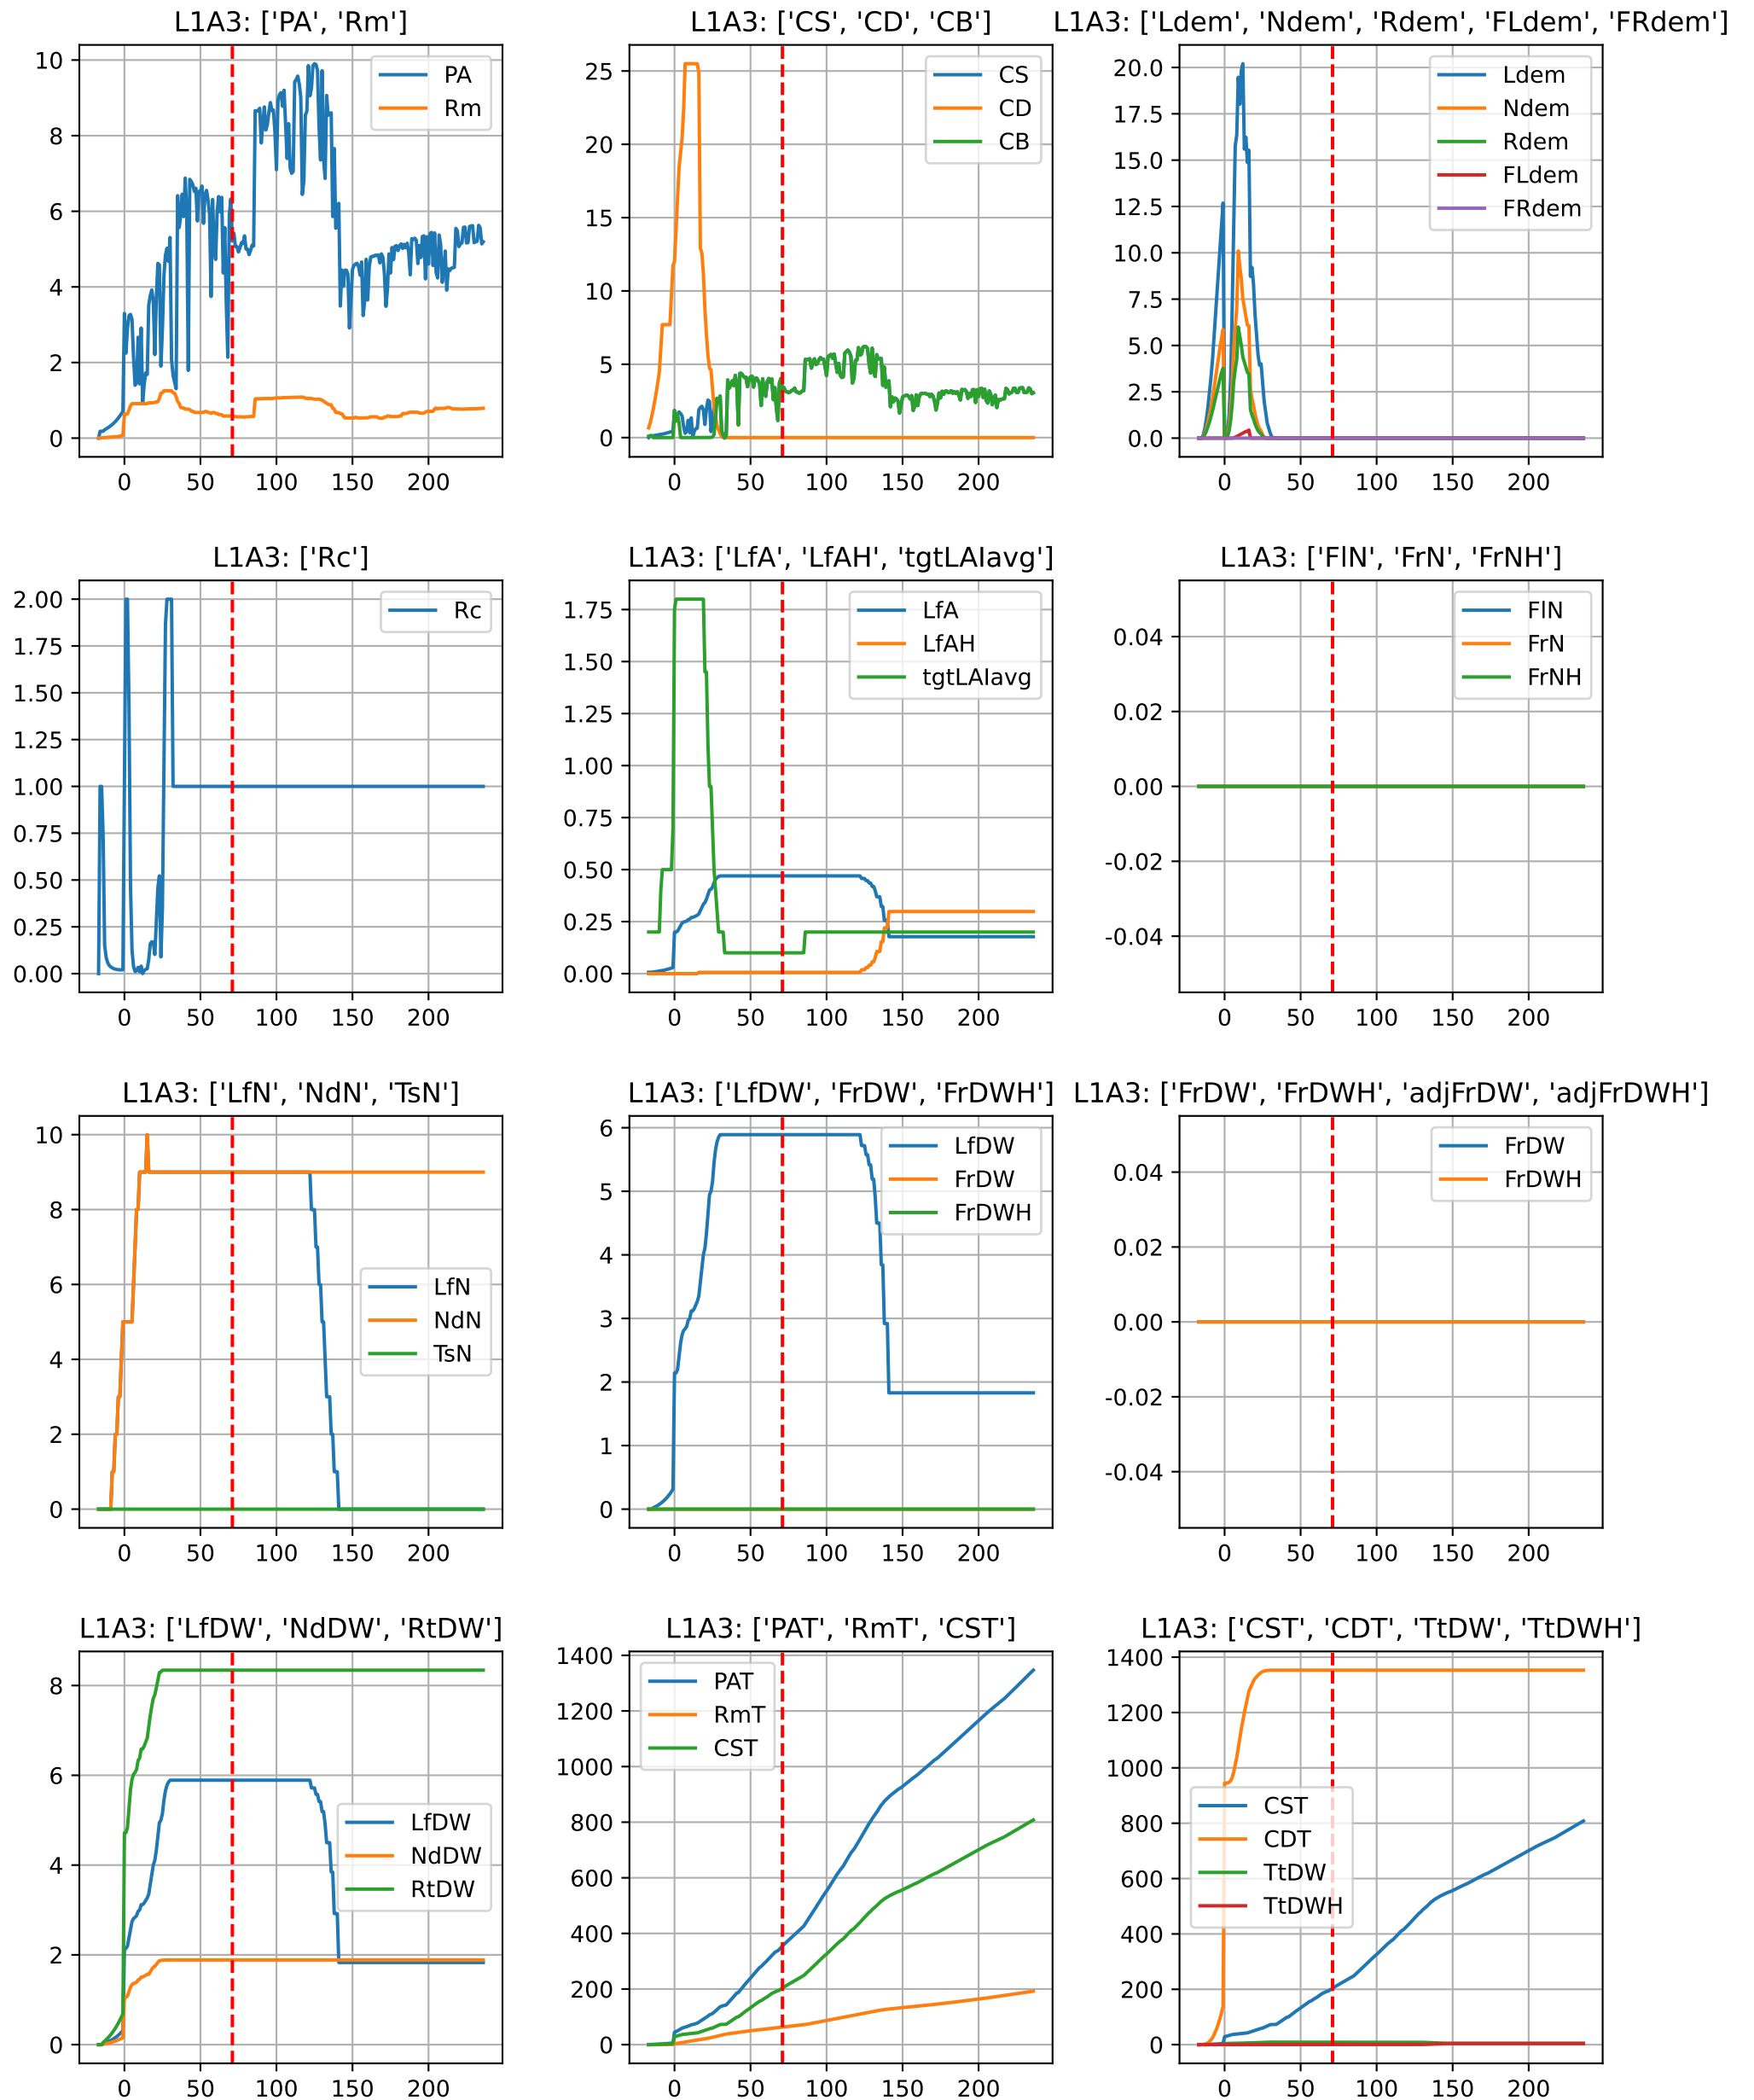 L1A3: ['PA', 'Rm']
10
8
6
4
2
0
0 50 100 150 200
PA
Rm
L1A3: ['CS', 'CD', 'CB']
25
20
15
10
5
0
0 50 100 150 200
CS
CD
CB
L1A3: ['Ldem', 'Ndem', 'Rdem', 'FLdem', 'FRdem']
20.0
17.5
15.0
12.5
10.0
7.5
5.0
2.5
0.0
0 50 100 150 200
Ldem
Ndem
Rdem
FLdem
FRdem
L1A3: ['Rc']
2.00
1.75
1.50
1.25
1.00
0.75
0.50
0.25
0.00
0 50 100 150 200
Rc
L1A3: ['LfA', 'LfAH', 'tgtLAIavg']
1.75
1.50
1.25
1.00
0.75
0.50
0.25
0.00
0 50 100 150 200
LfA
LfAH
tgtLAIavg
L1A3: ['FlN', 'FrN', 'FrNH']
0.04
0.02
0.00
-0.02
-0.04
0 50 100 150 200
FlN
FrN
FrNH
L1A3: ['LfN', 'NdN', 'TsN']
10
8
6
4
2
0
0 50 100 150 200
LfN
NdN
TsN
L1A3: ['LfDW', 'FrDW', 'FrDWH']
6
5
4
3
2
1
0
0 50 100 150 200
LfDW
FrDW
FrDWH
L1A3: ['FrDW', 'FrDWH', 'adjFrDW', 'adjFrDWH']
0.04
0.02
0.00
-0.02
-0.04
0 50 100 150 200
FrDW
FrDWH
L1A3: ['LfDW', 'NdDW', 'RtDW']
8
6
4
2
0
0 50 100 150 200
LfDW
NdDW
RtDW
L1A3: ['PAT', 'RmT', 'CST']
1400
1200
1000
800
600
400
200
0
0 50 100 150 200
PAT
RmT
CST
L1A3: ['CST', 'CDT', 'TtDW', 'TtDWH']
1400
1200
1000
800
600
400
200
0
0 50 100 150 200
CST
CDT
TtDW
TtDWH